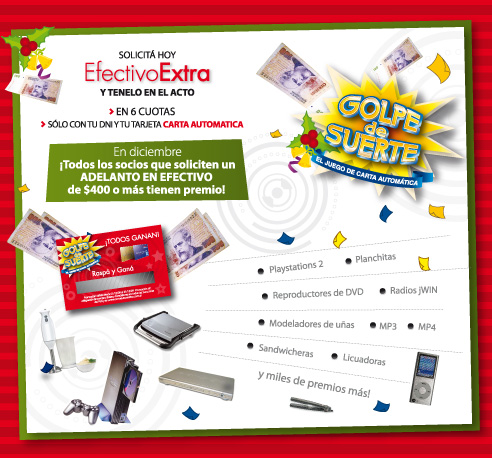 SOLICITÁ HOY
EfectivoExtra
Y TENELO EN EL ACTO
EN 6 CUOTAS
SÓLO CON TU DNI Y TU TARJETA CARTA AUTOMATICA
En diciembre
¡Todos los socios que soliciten un
ADELANTO EN EFECTIVO
de $400 o más tienen premio!
GOLPE
de
SUERTE
EL JUEGO DE CARTA AUTOMÁTICA
¡TODOS GANAN!
GOLPE
de
SUERTE
Raspá y Ganá
Playstations 2
Planchitas
Reproductores de DVD
Radios JWIN
Modeladores de uñas
MP3
MP4
Sandwicheras
Licuadoras
y miles de premios más!